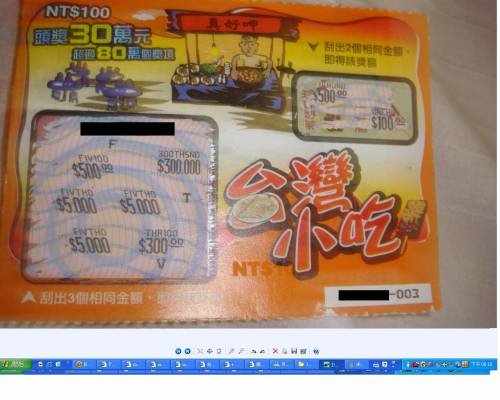 NT$100
頭獎30萬元
超過80萬個獎項
真好呷
刮出2個相同金額，
即得該獎額
$500.00
$100.00
F
FIV100
$500.00
300THSND
$300,000
FIVTHO
$5,000
FIVTHO
$5,000
T
FIVTHO
$5,000
THR100
$300.00
V
台灣
小吃
刮出3個相同金額，
-003